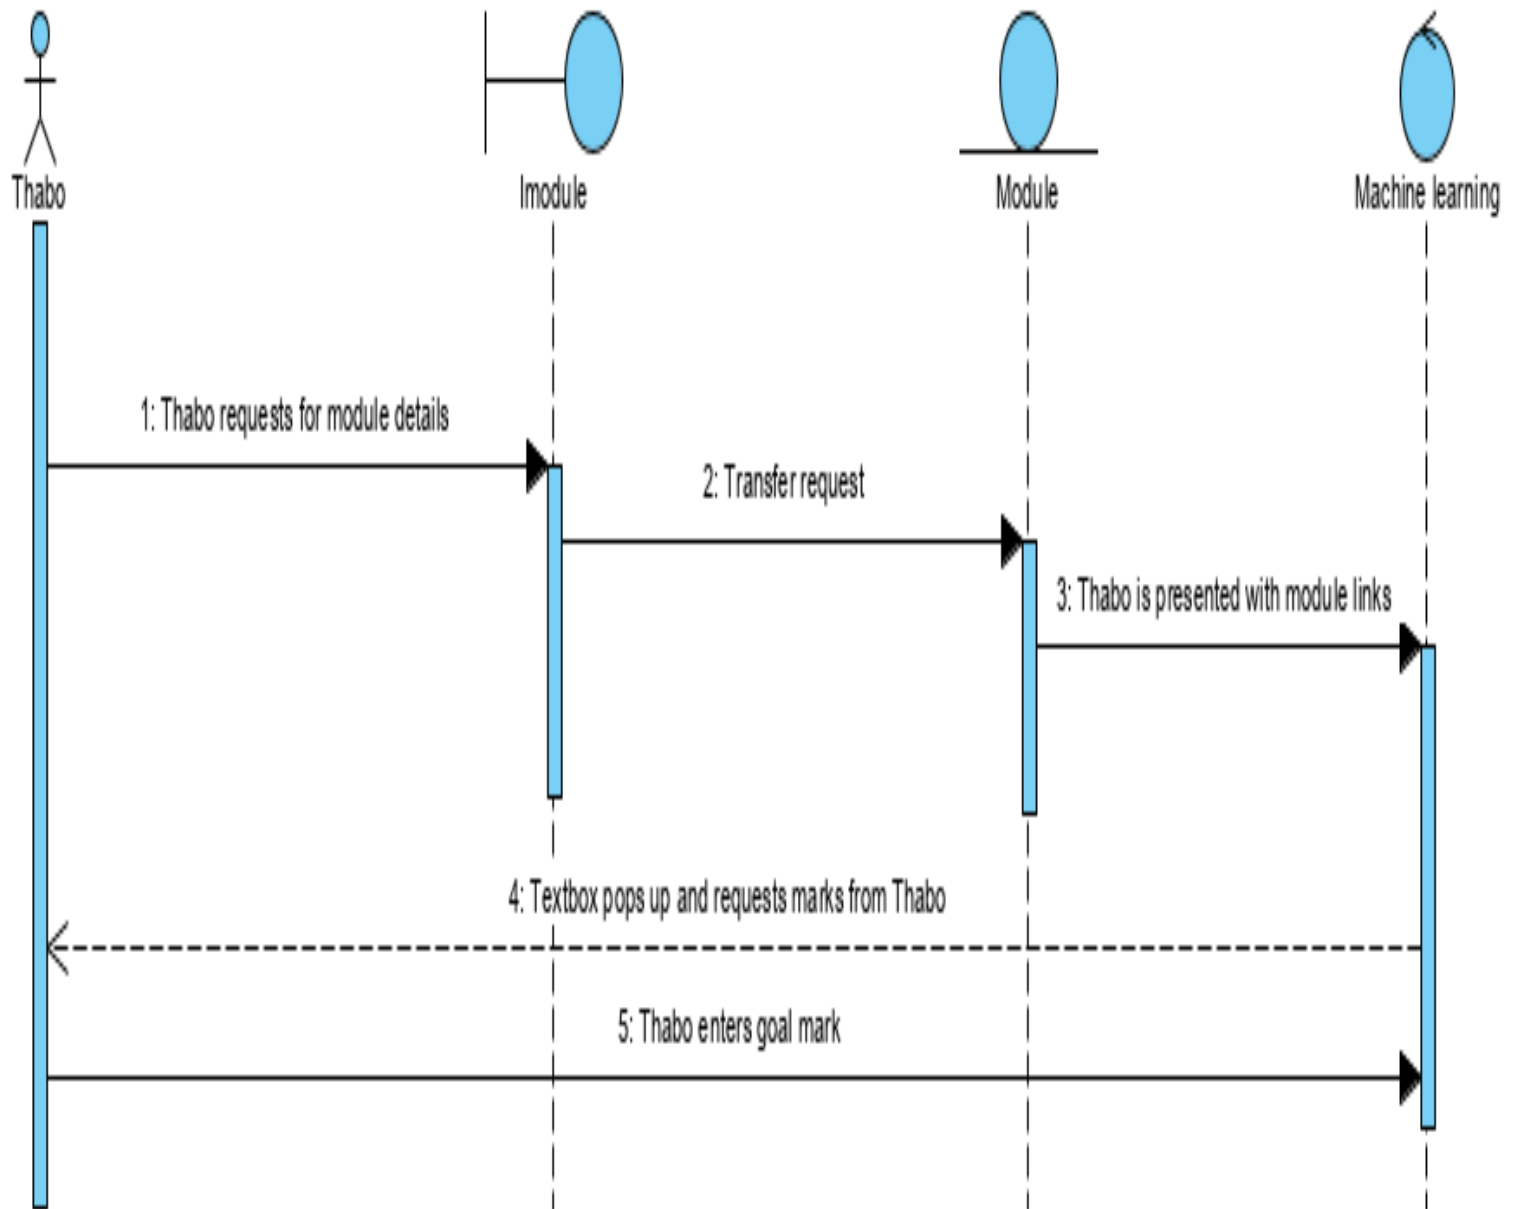 Thabo
Imodule
Module
Machine learning
1: Thabo requests for module details
2: Transfer request
3: Thabo is presented with module links
4: Textbox pops up and requests marks from Thabo
5: Thabo enters goal mark